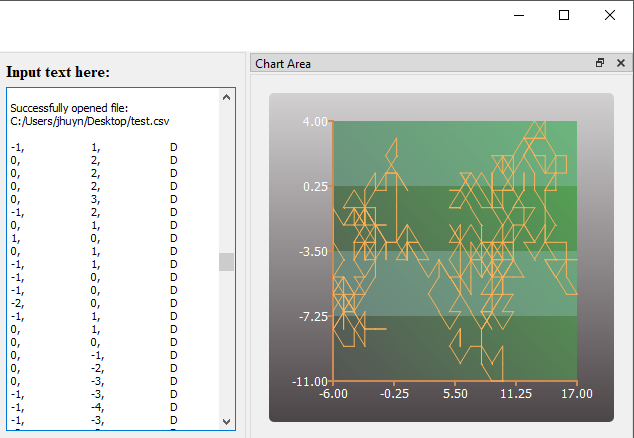 Chart Area
Input text here:
Successfully opened file:
C:/Users/jhuyn/Desktop/test.csv
-1, 1, D
0, 2, D
0, 2, D
0, 2, D
0, 3, D
-1, 2, D
0, 1, D
1, 0, D
0, 1, D
-1, 1, D
-1, 0, D
-1, 0, D
-2, 0, D
-1, 1, D
0, 1, D
0, 0, D
0, -1, D
0, -2, D
0, -3, D
-1, -3, D
-1, -4, D
-1, -3, D
4.00
0.25
-3.50
-7.25
-11.00
-6.00 -0.25 5.50 11.25 17.00